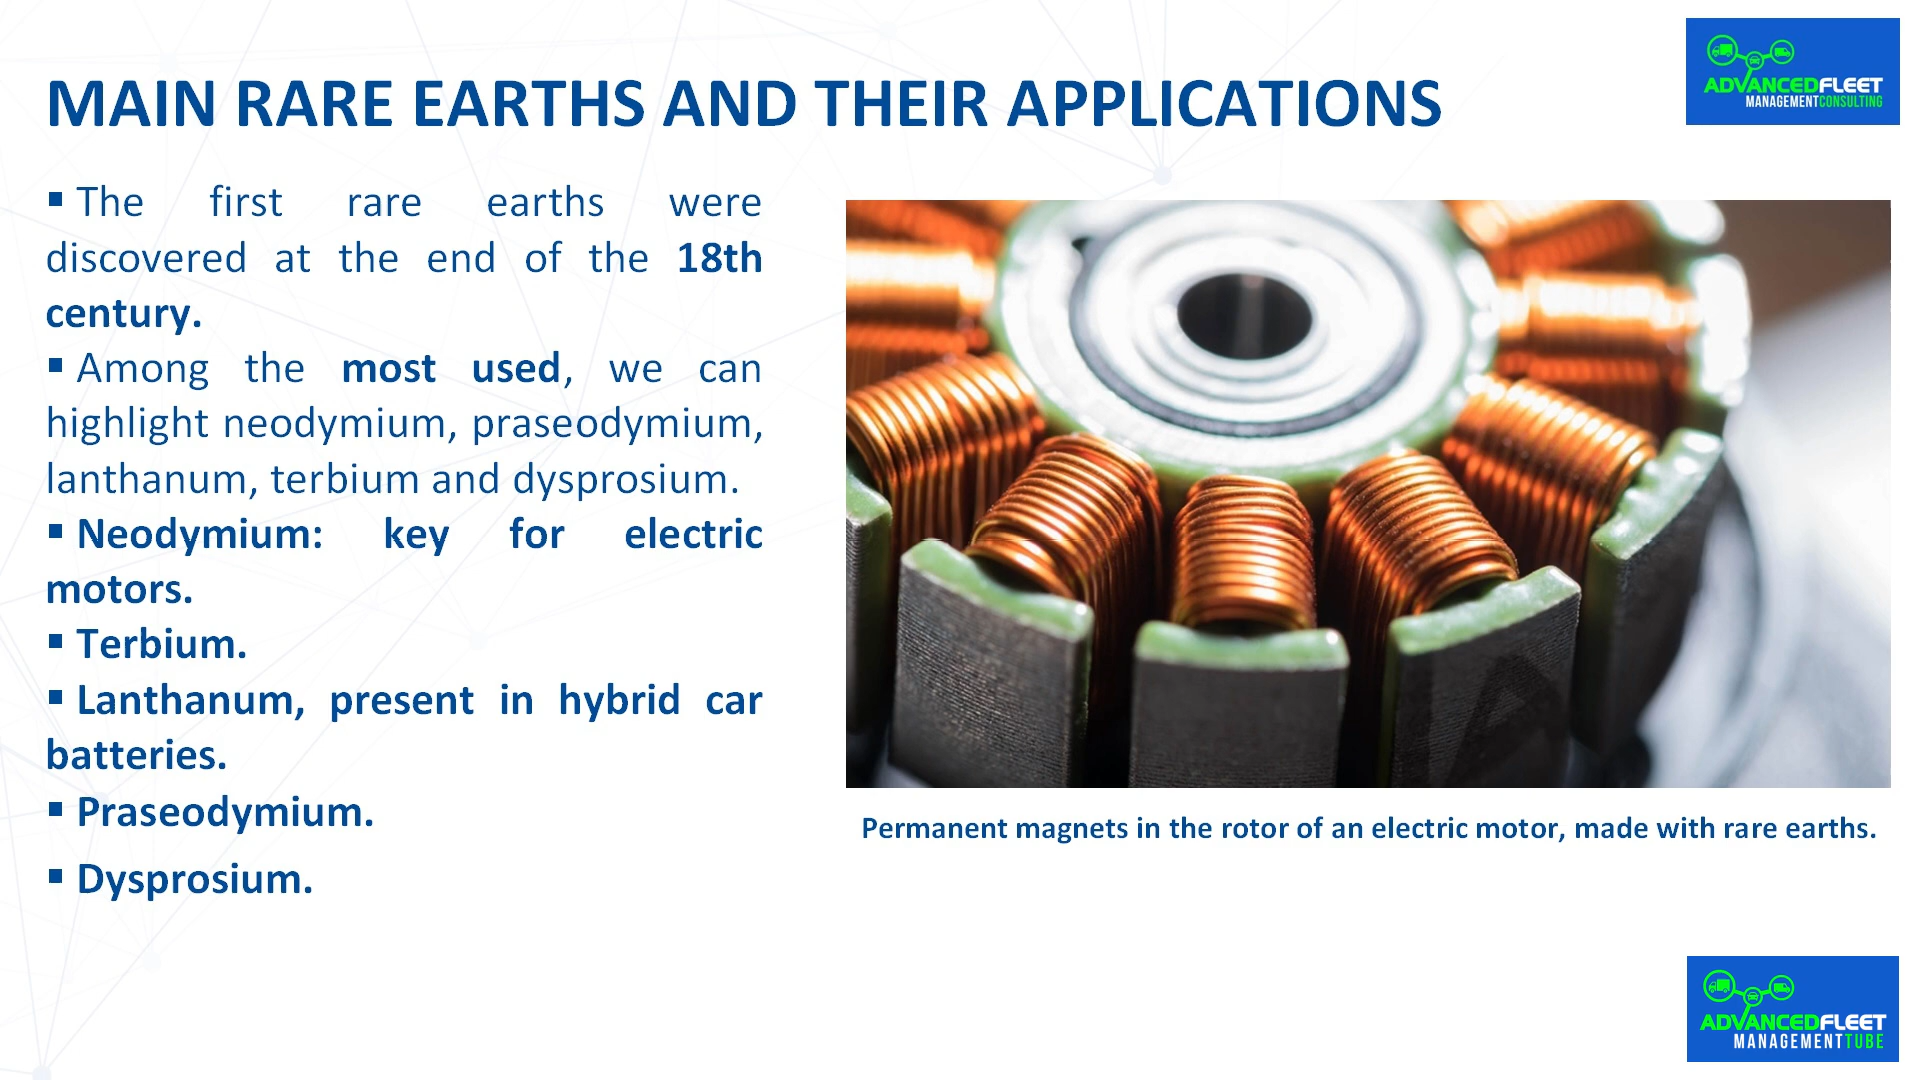 MAIN RARE EARTHS AND THEIR APPLICATIONS
ADVANCEDFLEET
MANAGEMENTCONSULTING
▪ The first rare earths were
discovered at the end of the 18th
century.
▪ Among the most used, we can
highlight neodymium, praseodymium,
lanthanum, terbium and dysprosium.
▪ Neodymium: key for electric
motors.
▪ Terbium.
▪ Lanthanum, present in hybrid car
batteries.
▪ Praseodymium.
▪ Dysprosium.
Permanent magnets in the rotor of an electric motor, made with rare earths.
ADVANCEDFLEET
MANAGEMENTTUBE